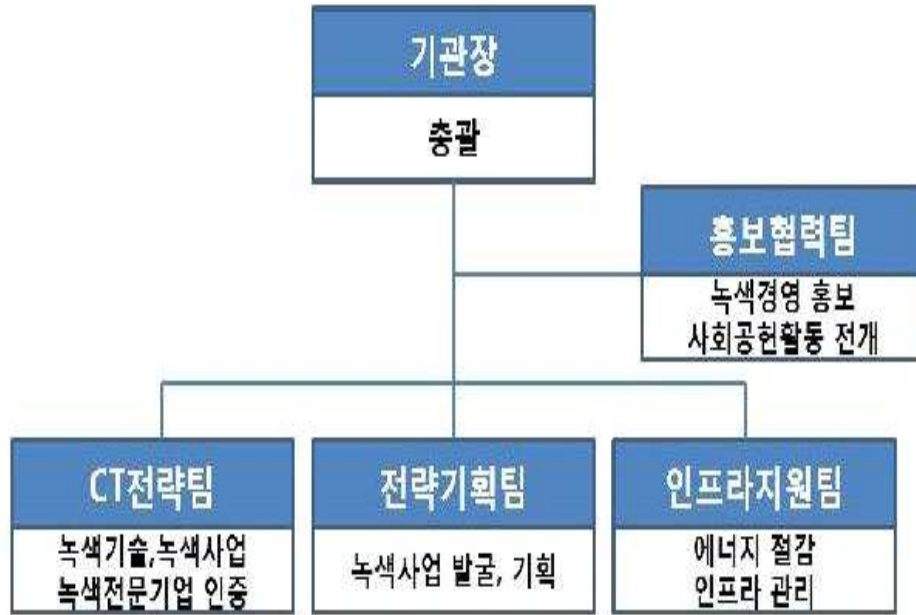 기관장
총괄
홍보협력팀
녹색경영 홍보
사회공헌활동 전개
CT전략팀
녹색기술,녹색사업
녹색전문기업 인증
전략기획팀
녹색사업 발굴, 기획
인프라지원팀
에너지 절감
인프라 관리